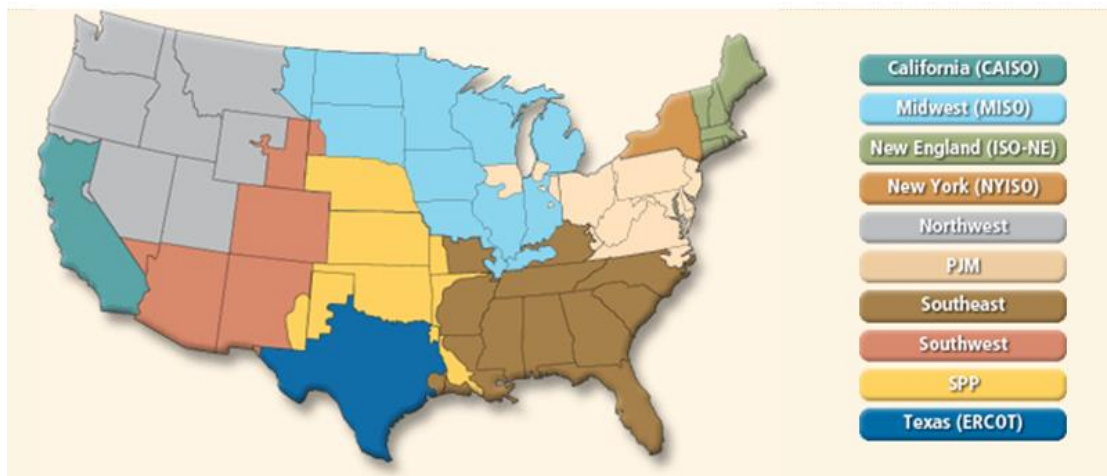 California (CAISO)
Midwest (MISO)
New England (ISO-NE)
New York (NYISO)
Northwest
PJM
Southeast
Southwest
SPP
Texas (ERCOT)